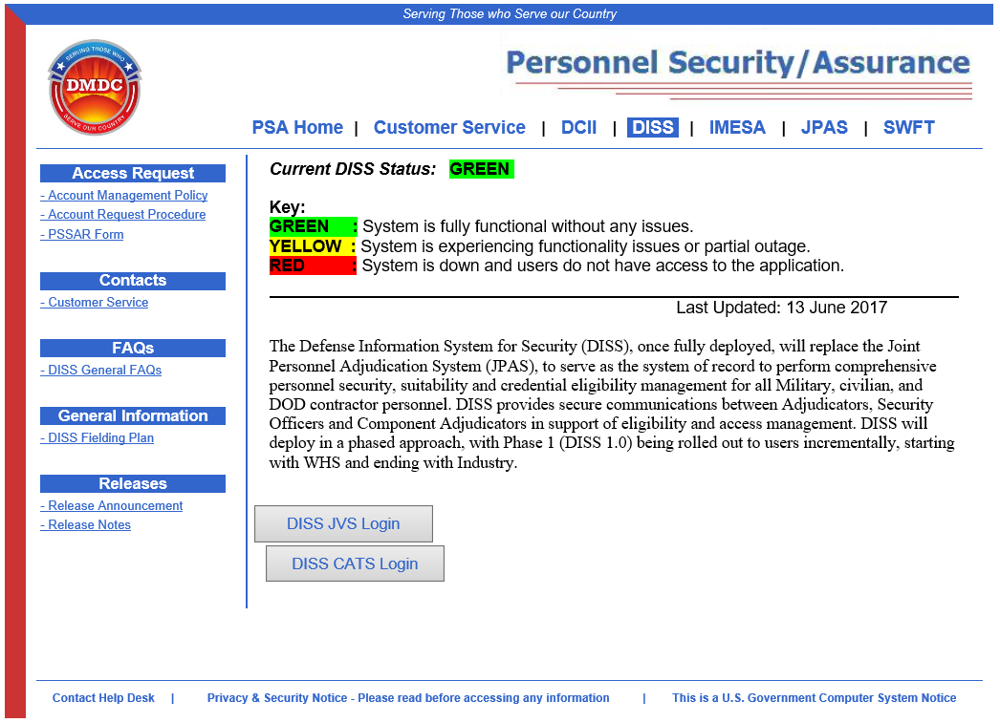 Serving Those who Serve our Country
SERVING THOSE WHO
DMDC
SERVE OUR COUNTRY
Personnel Security/Assurance
PSA Home | Customer Service | DCII | DISS | IMESA | JPAS | SWFT
Access Request
- Account Management Policy
- Account Request Procedure
- PSSAR Form
Contacts
- Customer Service
FAQs
- DISS General FAQs
General Information
- DISS Fielding Plan
Releases
- Release Announcement
- Release Notes
Current DISS Status: GREEN
Key:
GREEN : System is fully functional without any issues.
YELLOW : System is experiencing functionality issues or partial outage.
RED : System is down and users do not have access to the application.
Last Updated: 13 June 2017
The Defense Information System for Security (DISS), once fully deployed, will replace the Joint
Personnel Adjudication System (JPAS), to serve as the system of record to perform comprehensive
personnel security, suitability and credential eligibility management for all Military, civilian, and
DOD contractor personnel. DISS provides secure communications between Adjudicators, Security
Officers and Component Adjudicators in support of eligibility and access management. DISS will
deploy in a phased approach, with Phase 1 (DISS 1.0) being rolled out to users incrementally, starting
with WHS and ending with Industry.
DISS JVS Login
DISS CATS Login
Contact Help Desk | Privacy & Security Notice - Please read before accessing any information | This is a U.S. Government Computer System Notice